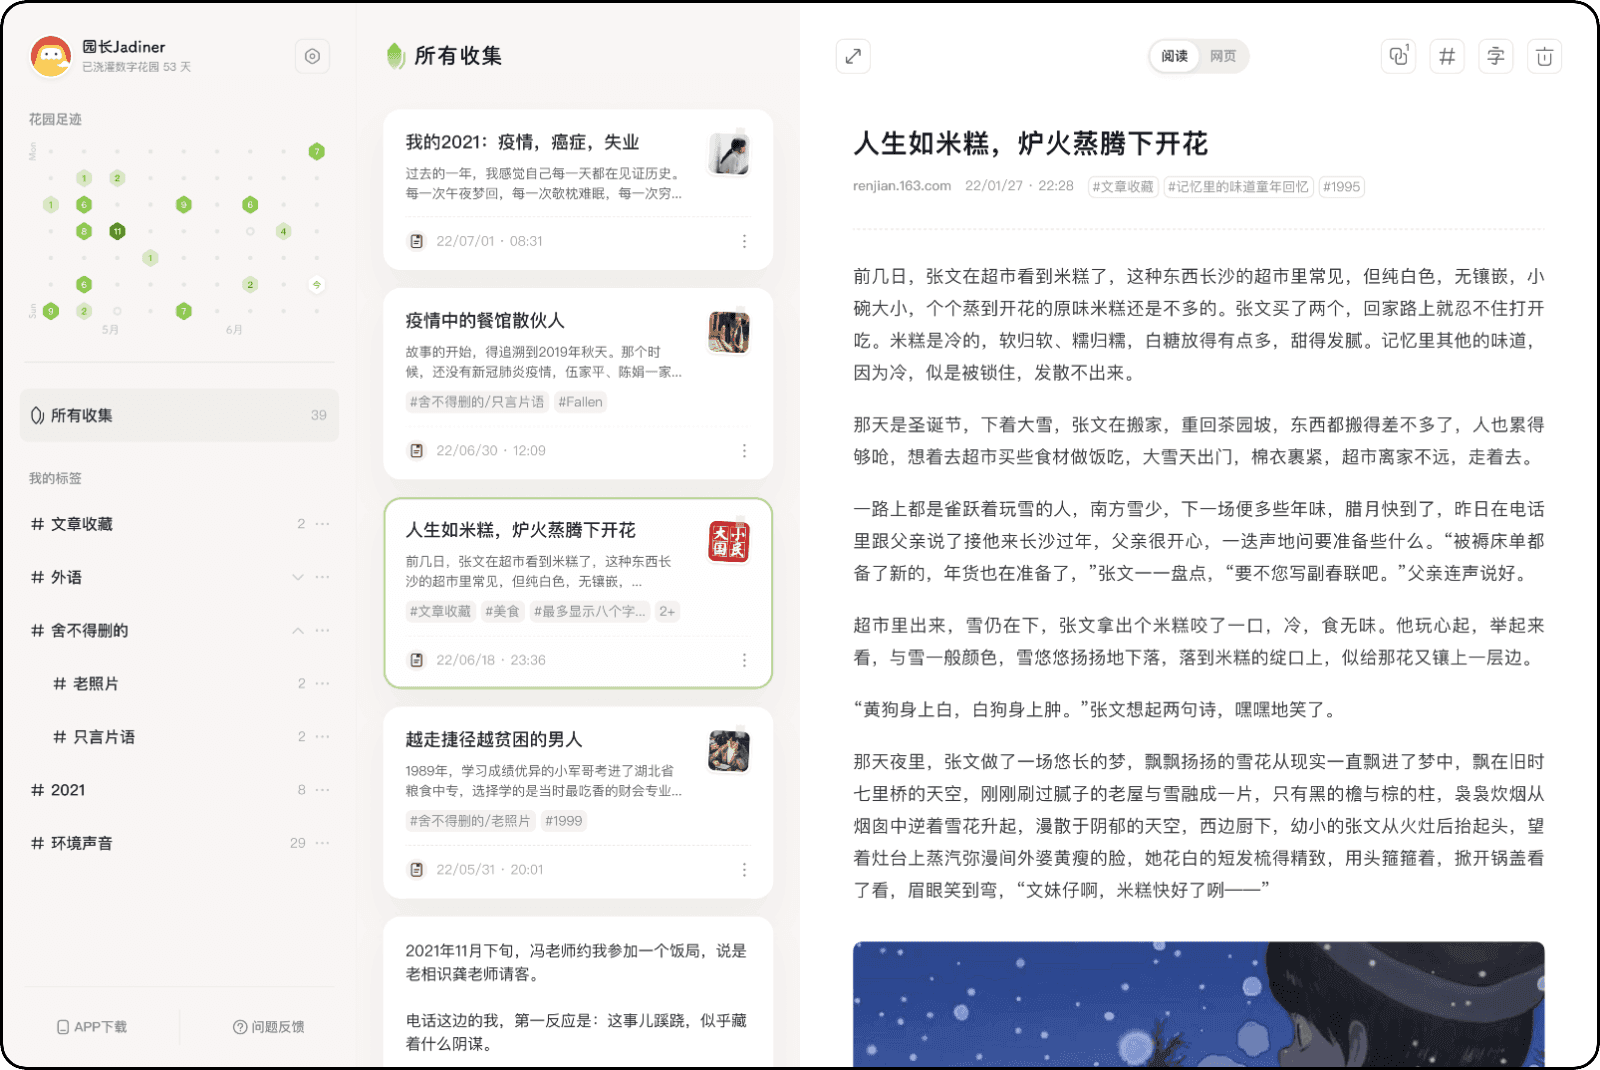 园长Jadiner
已浇灌数字花园 53 天
花园足迹
Mon
7
1 2
1 6 9 6
8 11 4
1
6 2 今
Sun
9 2 7
5月 6月
所有收集 39
我的标签
# 文章收藏 2
# 外语
# 舍不得删的
# 老照片 2
# 只言片语 2
# 2021 8
# 环境声音 29
APP下载
问题反馈
所有收集
我的2021：疫情，癌症，失业
过去的一年，我感觉自己每一天都在见证历史。
每一次午夜梦回，每一次欹枕难眠，每一次穷...
22/07/01 · 08:31
疫情中的餐馆散伙人
故事的开始，得追溯到2019年秋天。那个时
候，还没有新冠肺炎疫情，伍家平、陈娟一家...
#舍不得删的/只言片语 #Fallen
22/06/30 · 12:09
人生如米糕，炉火蒸腾下开花
前几日，张文在超市看到米糕了，这种东西长
沙的超市里常见，但纯白色，无镶嵌，...
#文章收藏 #美食 #最多显示八个字... 2+
22/06/18 · 23:36
大国
小民
越走捷径越贫困的男人
1989年，学习成绩优异的小军哥考进了湖北省
粮食中专，选择学的是当时最吃香的财会专业...
#舍不得删的/老照片 #1999
22/05/31 · 20:01
2021年11月下旬，冯老师约我参加一个饭局，说是
老相识龚老师请客。
电话这边的我，第一反应是：这事儿蹊跷，似乎藏
着什么阴谋。
阅读 网页
1
字
人生如米糕，炉火蒸腾下开花
renjian.163.com 22/01/27 · 22:28 #文章收藏 #记忆里的味道童年回忆 #1995
前几日，张文在超市看到米糕了，这种东西长沙的超市里常见，但纯白色，无镶嵌，小
碗大小，个个蒸到开花的原味米糕还是不多的。张文买了两个，回家路上就忍不住打开
吃。米糕是冷的，软归软、糯归糯，白糖放得有点多，甜得发腻。记忆里其他的味道，
因为冷，似是被锁住，发散不出来。
那天是圣诞节，下着大雪，张文在搬家，重回茶园坡，东西都搬得差不多了，人也累得
够呛，想着去超市买些食材做饭吃，大雪天出门，棉衣裹紧，超市离家不远，走着去。
一路上都是雀跃着玩雪的人，南方雪少，下一场便多些年味，腊月快到了，昨日在电话
里跟父亲说了接他来长沙过年，父亲很开心，一迭声地问要准备些什么。“被褥床单都
备了新的，年货也在准备了，”张文一一盘点，“要不您写副春联吧。”父亲连声说好。
超市里出来，雪仍在下，张文拿出个米糕咬了一口，冷，食无味。他玩心起，举起来
看，与雪一般颜色，雪悠悠扬扬地下落，落到米糕的绽口上，似给那花又镶上一层边。
“黄狗身上白，白狗身上肿。”张文想起两句诗，嘿嘿地笑了。
那天夜里，张文做了一场悠长的梦，飘飘扬扬的雪花从现实一直飘进了梦中，飘在旧时
七里桥的天空，刚刚刷过腻子的老屋与雪融成一片，只有黑的檐与棕的柱，袅袅炊烟从
烟囱中逆着雪花升起，漫散于阴郁的天空，西边厨下，幼小的张文从火灶后抬起头，望
着灶台上蒸汽弥漫间外婆黄瘦的脸，她花白的短发梳得精致，用头箍箍着，掀开锅盖看
了看，眉眼笑到弯，“文妹仔啊，米糕快好了咧——”